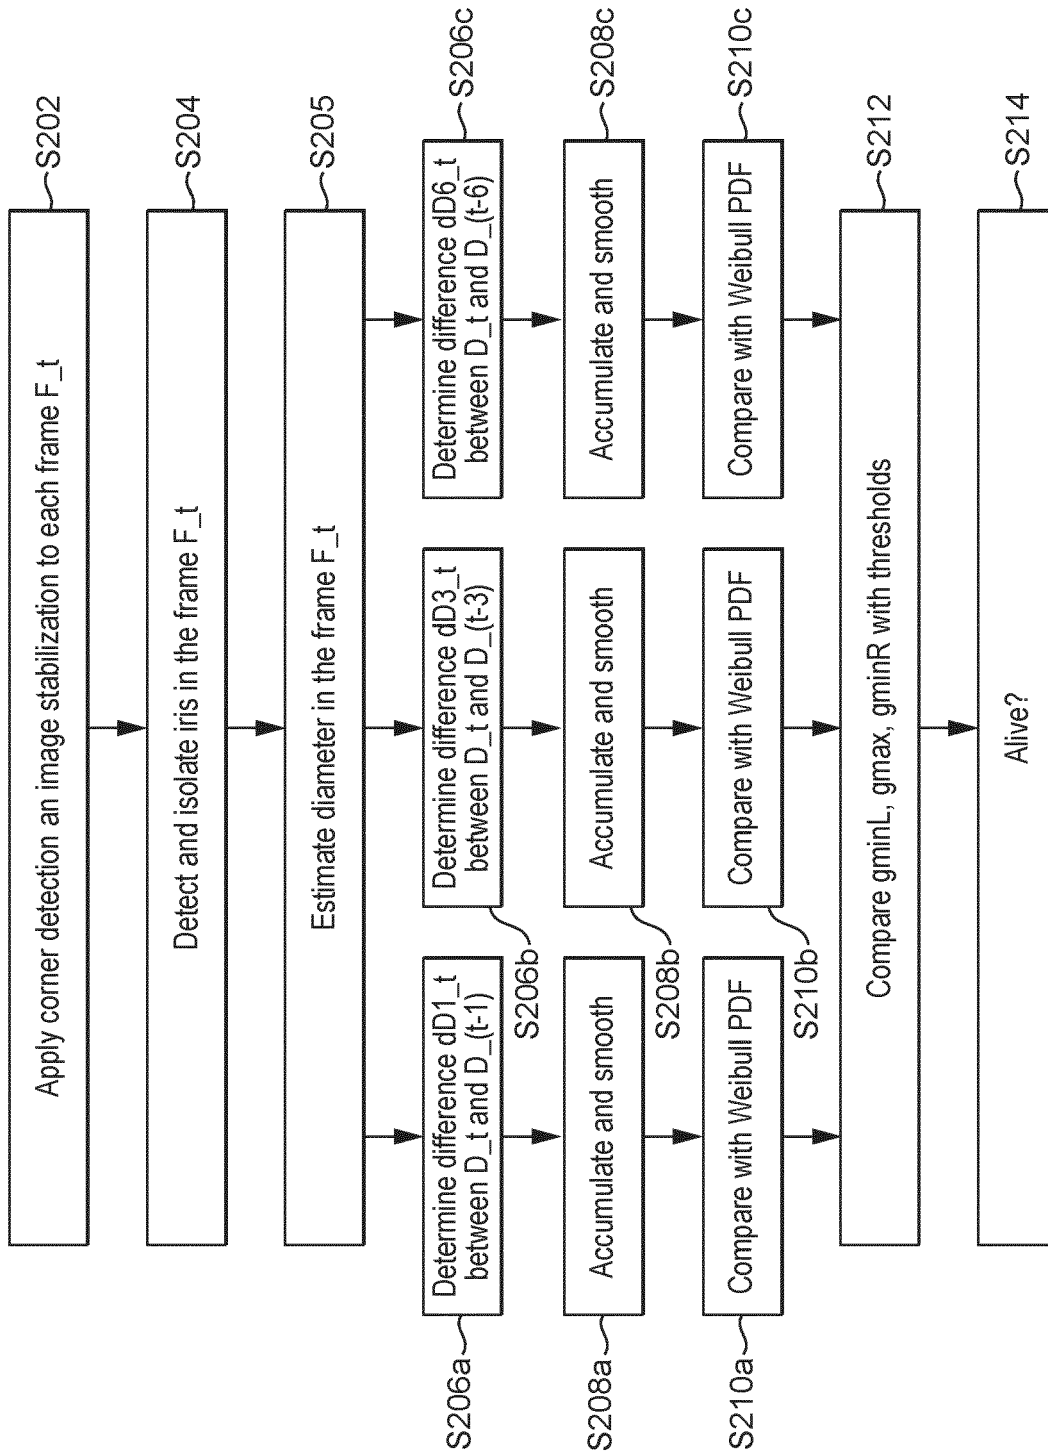 Apply corner detection an image stabilization to each frame F_t
S202
Detect and isolate iris in the frame F_t
S204
Estimate diameter in the frame F_t
S205
Determine difference dD1_t
between D_t and D_(t-1)
S206a
Determine difference dD3_t
between D_t and D_(t-3)
S206b
Determine difference dD6_t
between D_t and D_(t-6)
S206c
Accumulate and smooth
S208a
Accumulate and smooth
S208b
Accumulate and smooth
S208c
Compare with Weibull PDF
S210a
Compare with Weibull PDF
S210b
Compare with Weibull PDF
S210c
Compare gminL, gmax, gminR with thresholds
S212
Alive?
S214